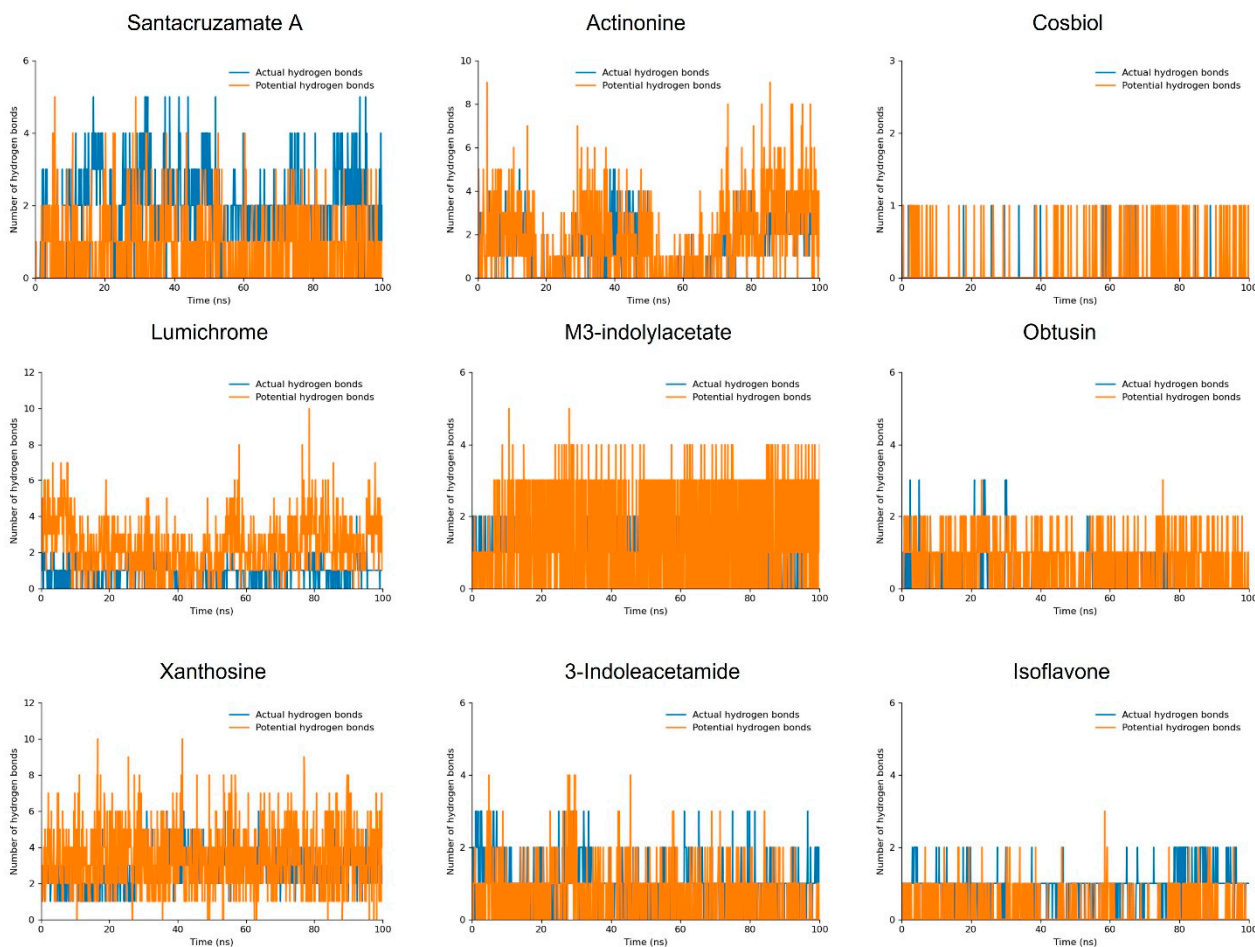 Santacruzamate A
Actinonine
Cosbiol
Actual hydrogen bonds
Potential hydrogen bonds
Number of hydrogen bonds
6
4
2
0
0 20 40 60 80 100
Time (ns)
Actual hydrogen bonds
Potential hydrogen bonds
Number of hydrogen bonds
10
8
6
4
2
0
0 20 40 60 80 100
Time (ns)
Actual hydrogen bonds
Potential hydrogen bonds
Number of hydrogen bonds
3
2
1
0
0 20 40 60 80 100
Time (ns)
Lumichrome
M3-indolylacetate
Obtusin
Actual hydrogen bonds
Potential hydrogen bonds
Number of hydrogen bonds
12
10
8
6
4
2
0
0 20 40 60 80 100
Time (ns)
Actual hydrogen bonds
Potential hydrogen bonds
Number of hydrogen bonds
6
4
2
0
0 20 40 60 80 100
Time (ns)
Actual hydrogen bonds
Potential hydrogen bonds
Number of hydrogen bonds
6
4
2
0
0 20 40 60 80 100
Time (ns)
Xanthosine
3-Indoleacetamide
Isoflavone
Actual hydrogen bonds
Potential hydrogen bonds
Number of hydrogen bonds
12
10
8
6
4
2
0
0 20 40 60 80 100
Time (ns)
Actual hydrogen bonds
Potential hydrogen bonds
Number of hydrogen bonds
6
4
2
0
0 20 40 60 80 100
Time (ns)
Actual hydrogen bonds
Potential hydrogen bonds
Number of hydrogen bonds
6
4
2
0
0 20 40 60 80 100
Time (ns)